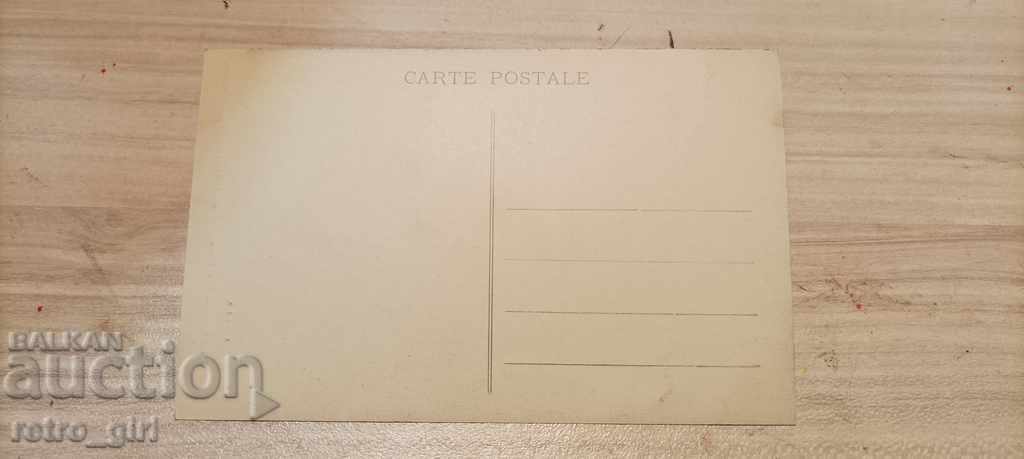 CARTE POSTALE
BALKAN
auction
retro_girl